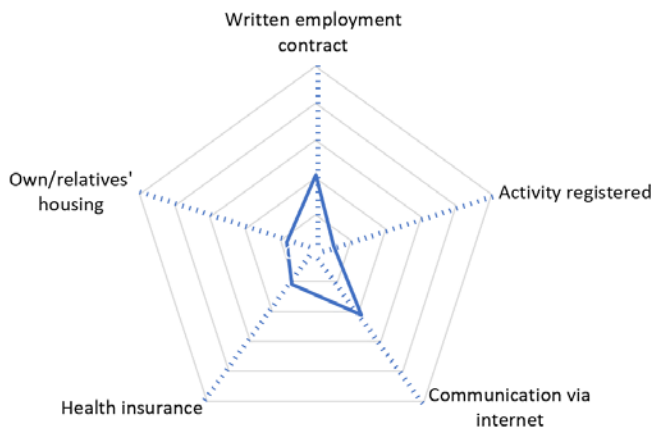 Written employment
contract
Own/relatives'
housing
Activity registered
Health insurance
Communication via
internet